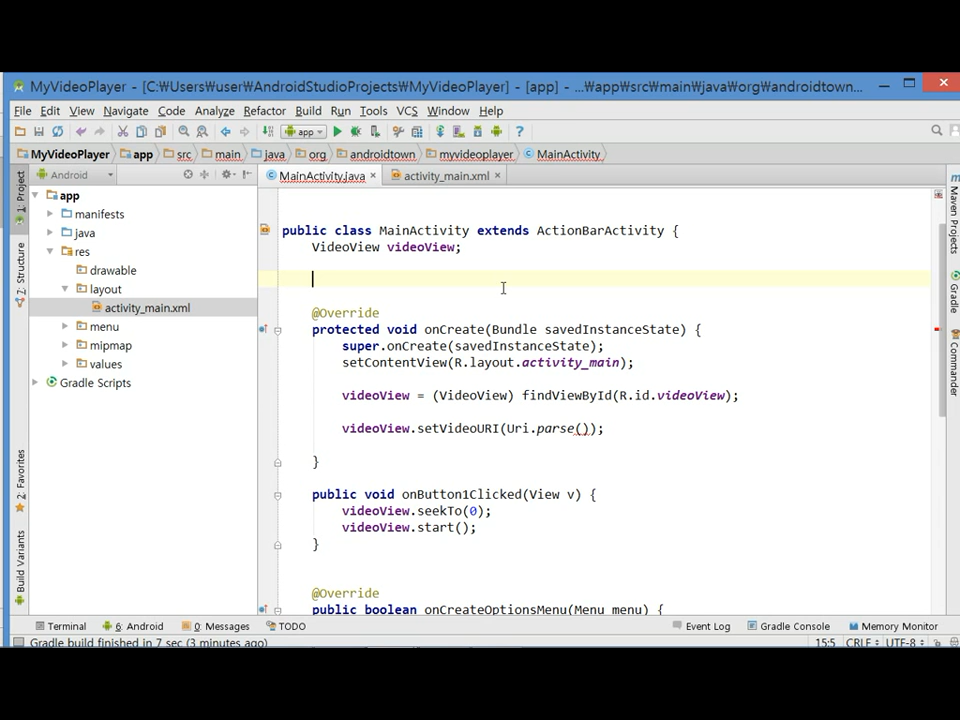 MyVideoPlayer - [C:₩Users₩user₩AndroidStudioProjects₩MyVideoPlayer] - [app] - ...₩app₩src₩main₩java₩org₩androidtown...
File Edit View Navigate Code Analyze Refactor Build Run Tools VCS Window Help
app
MyVideoPlayer app src main java org androidtown myvideoplayer MainActivity
Android
MainActivity.java
activity_main.xml
1: Project
7: Structure
2: Favorites
Build Variants
app
manifests
java
res
drawable
layout
activity_main.xml
menu
mipmap
values
Gradle Scripts
public class MainActivity extends ActionBarActivity {
VideoView videoView;
@Override
protected void onCreate(Bundle savedInstanceState) {
super.onCreate(savedInstanceState);
setContentView(R.layout.activity_main);
videoView = (VideoView) findViewById(R.id.videoView);
videoView.setVideoURI(Uri.parse());
}
public void onButton1Clicked(View v) {
videoView.seekTo(0);
videoView.start();
}
@Override
public boolean onCreateOptionsMenu(Menu menu) {
Maven Projects
Gradle
Commander
Terminal 6: Android 0: Messages TODO Event Log Gradle Console Memory Monitor
Gradle build finished in 7 sec (3 minutes ago) 15:5 CRLF UTF-8